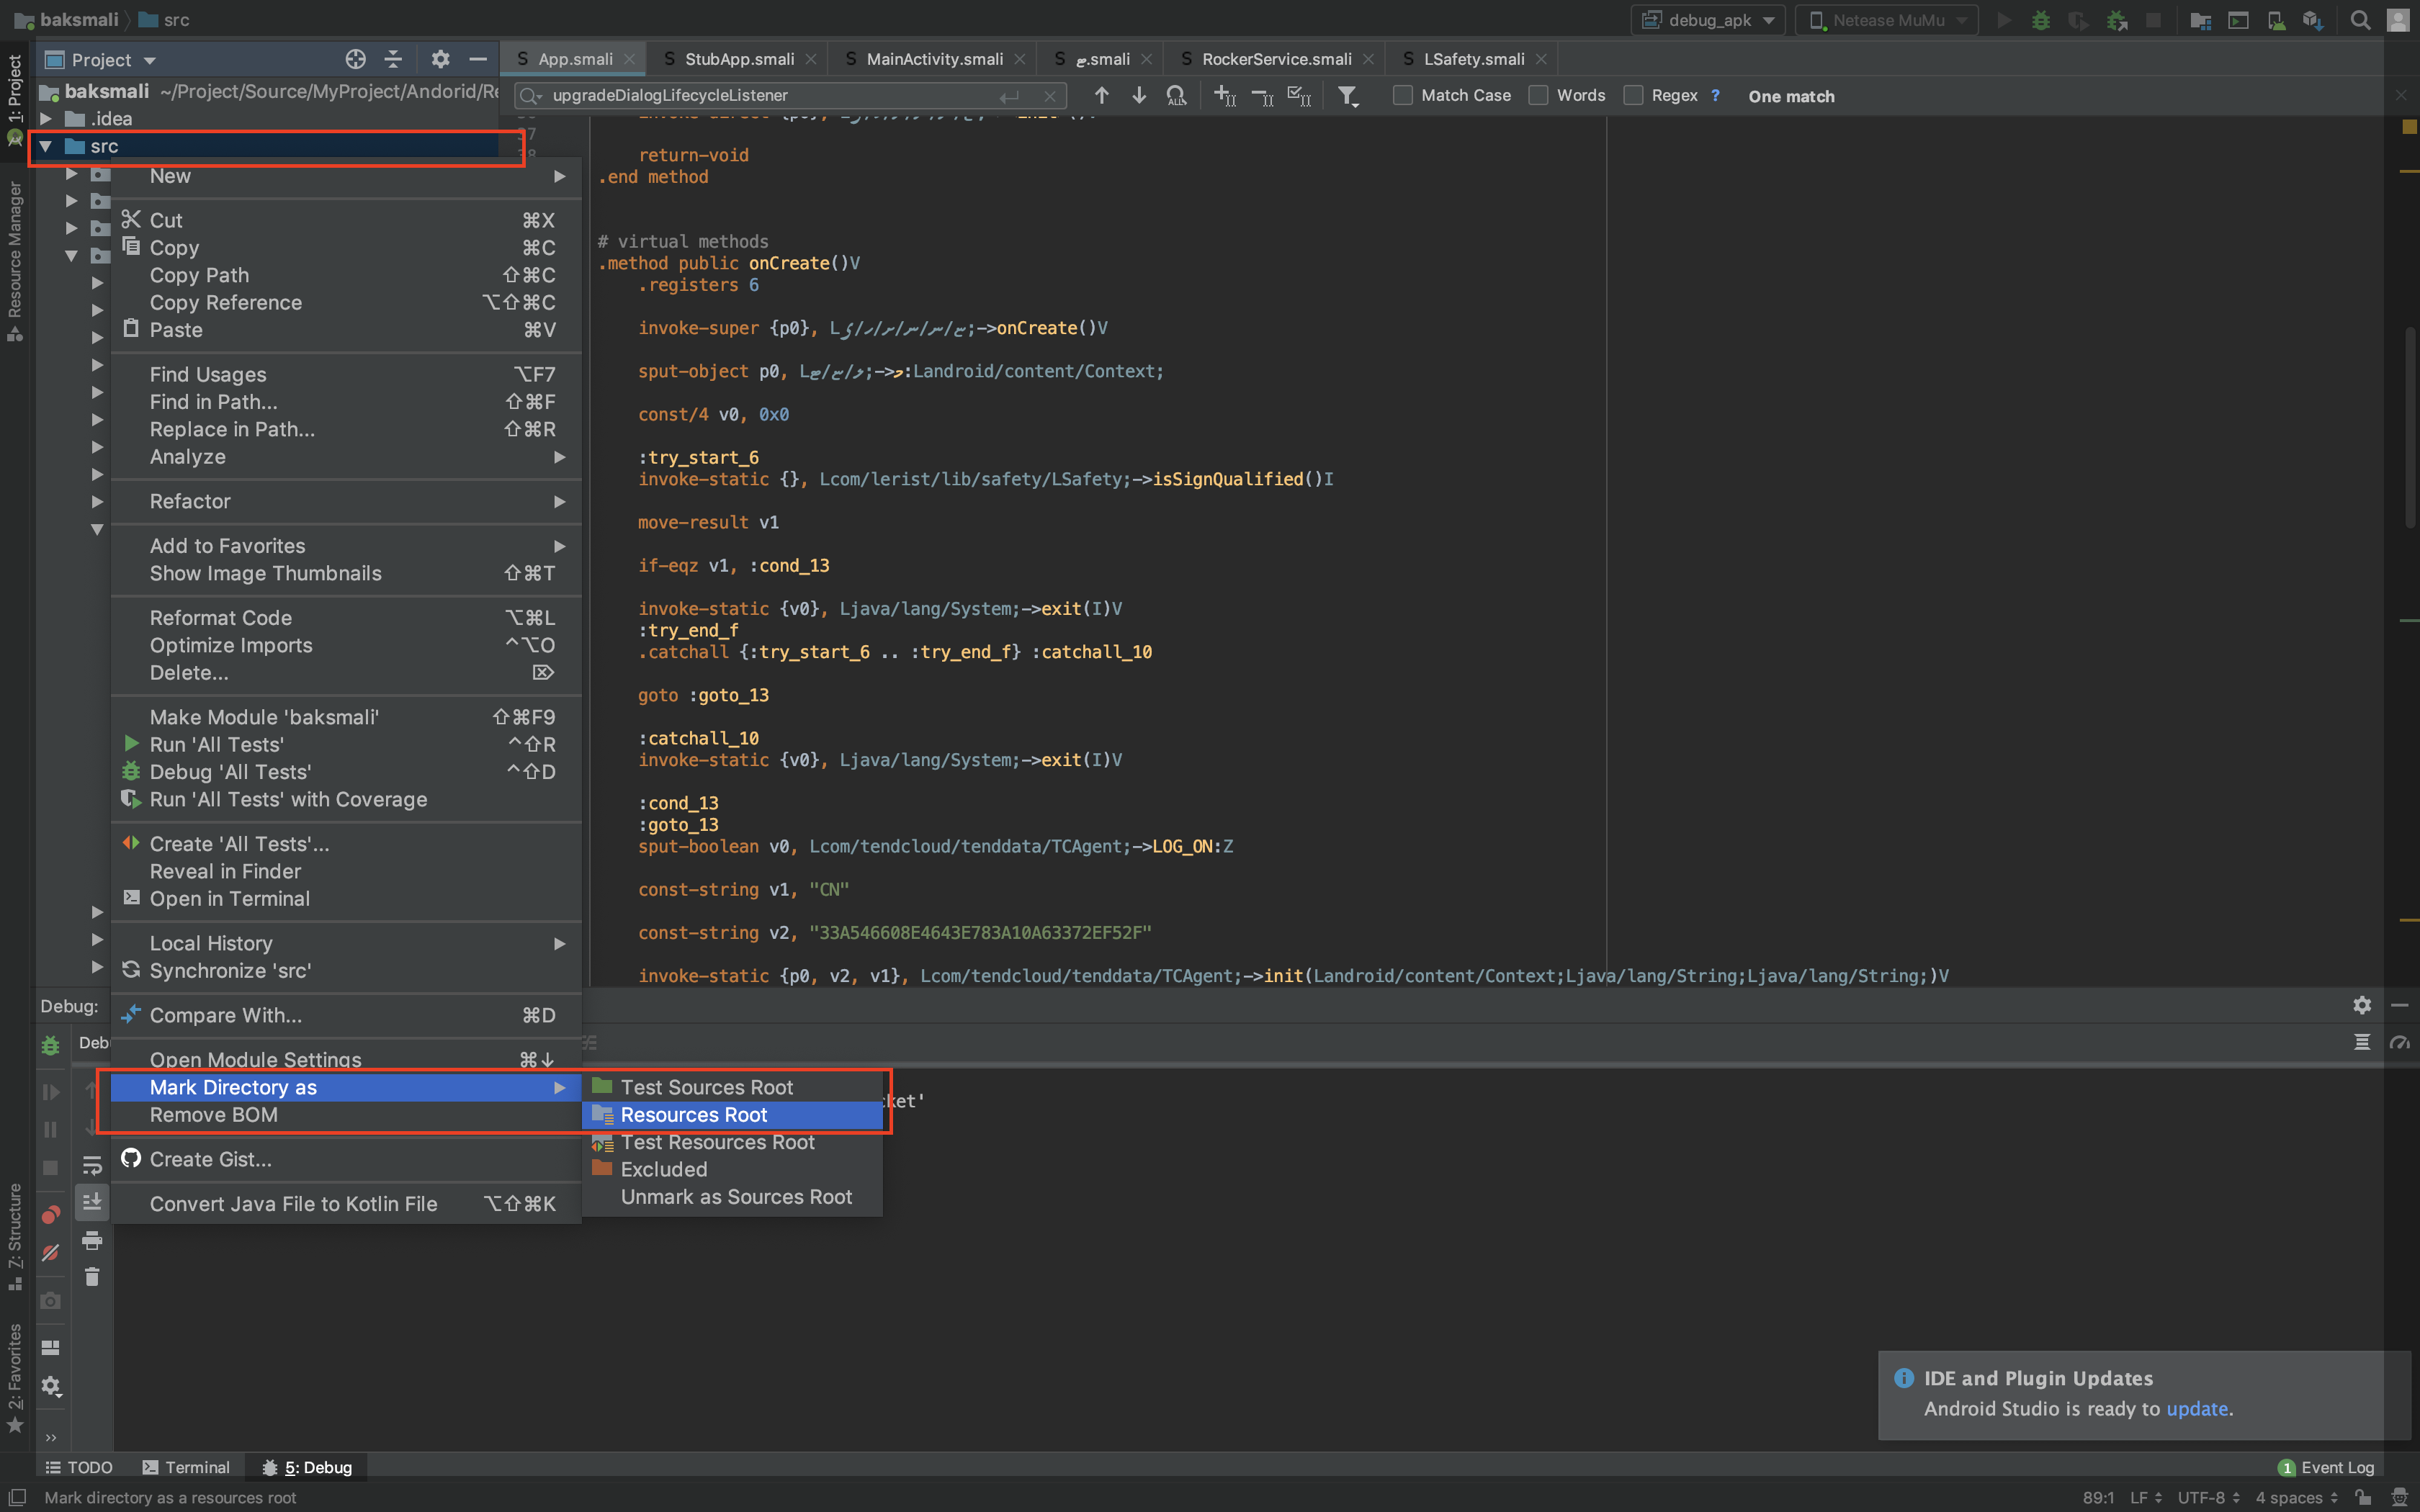 baksmali
src
debug_apk
Netease MuMu
1: Project
Resource Manager
7: Structure
2: Favorites
Project
App.smali
StubApp.smali
MainActivity.smali
.smali
RockerService.smali
LSafety.smali
baksmali ~/Project/Source/MyProject/Andorid/Re
.idea
src
upgradeDialogLifecycleListener
Match Case
Words
Regex
?
One match
New
Cut ⌘X
Copy ⌘C
Copy Path ⇧⌘C
Copy Reference ⌥⇧⌘C
Paste ⌘V
Find Usages ⌥F7
Find in Path... ⇧⌘F
Replace in Path... ⇧⌘R
Analyze
Refactor
Add to Favorites
Show Image Thumbnails ⇧⌘T
Reformat Code ⌥⌘L
Optimize Imports ^⌥O
Delete... ⌦
Make Module 'baksmali' ⇧⌘F9
Run 'All Tests' ^⇧R
Debug 'All Tests' ^⇧D
Run 'All Tests' with Coverage
Create 'All Tests'...
Reveal in Finder
Open in Terminal
Local History
Synchronize 'src'
Compare With... ⌘D
Open Module Settings ⌘↓
Mark Directory as
Remove BOM
Create Gist...
Convert Java File to Kotlin File ⌥⇧⌘K
Test Sources Root
Resources Root
Test Resources Root
Excluded
Unmark as Sources Root
37
38
return-void
.end method
# virtual methods
.method public onCreate()V
.registers 6
invoke-super {p0}, ;->onCreate()V
sput-object p0, :Landroid/content/Context;
const/4 v0, 0x0
:try_start_6
invoke-static {}, Lcom/lerist/lib/safety/LSafety;->isSignQualified()I
move-result v1
if-eqz v1, :cond_13
invoke-static {v0}, Ljava/lang/System;->exit(I)V
:try_end_f
.catchall {:try_start_6 .. :try_end_f} :catchall_10
goto :goto_13
:catchall_10
invoke-static {v0}, Ljava/lang/System;->exit(I)V
:cond_13
:goto_13
sput-boolean v0, Lcom/tendcloud/tenddata/TCAgent;->LOG_ON:Z
const-string v1, "CN"
const-string v2, "33A546608E4643E783A10A63372EF52F"
invoke-static {p0, v2, v1}, Lcom/tendcloud/tenddata/TCAgent;->init(Landroid/content/Context;Ljava/lang/String;Ljava/lang/String;)V
Debug:
Debu
cket'
IDE and Plugin Updates
Android Studio is ready to update.
TODO
Terminal
5: Debug
1 Event Log
Mark directory as a resources root
89:1
LF
UTF-8
4 spaces